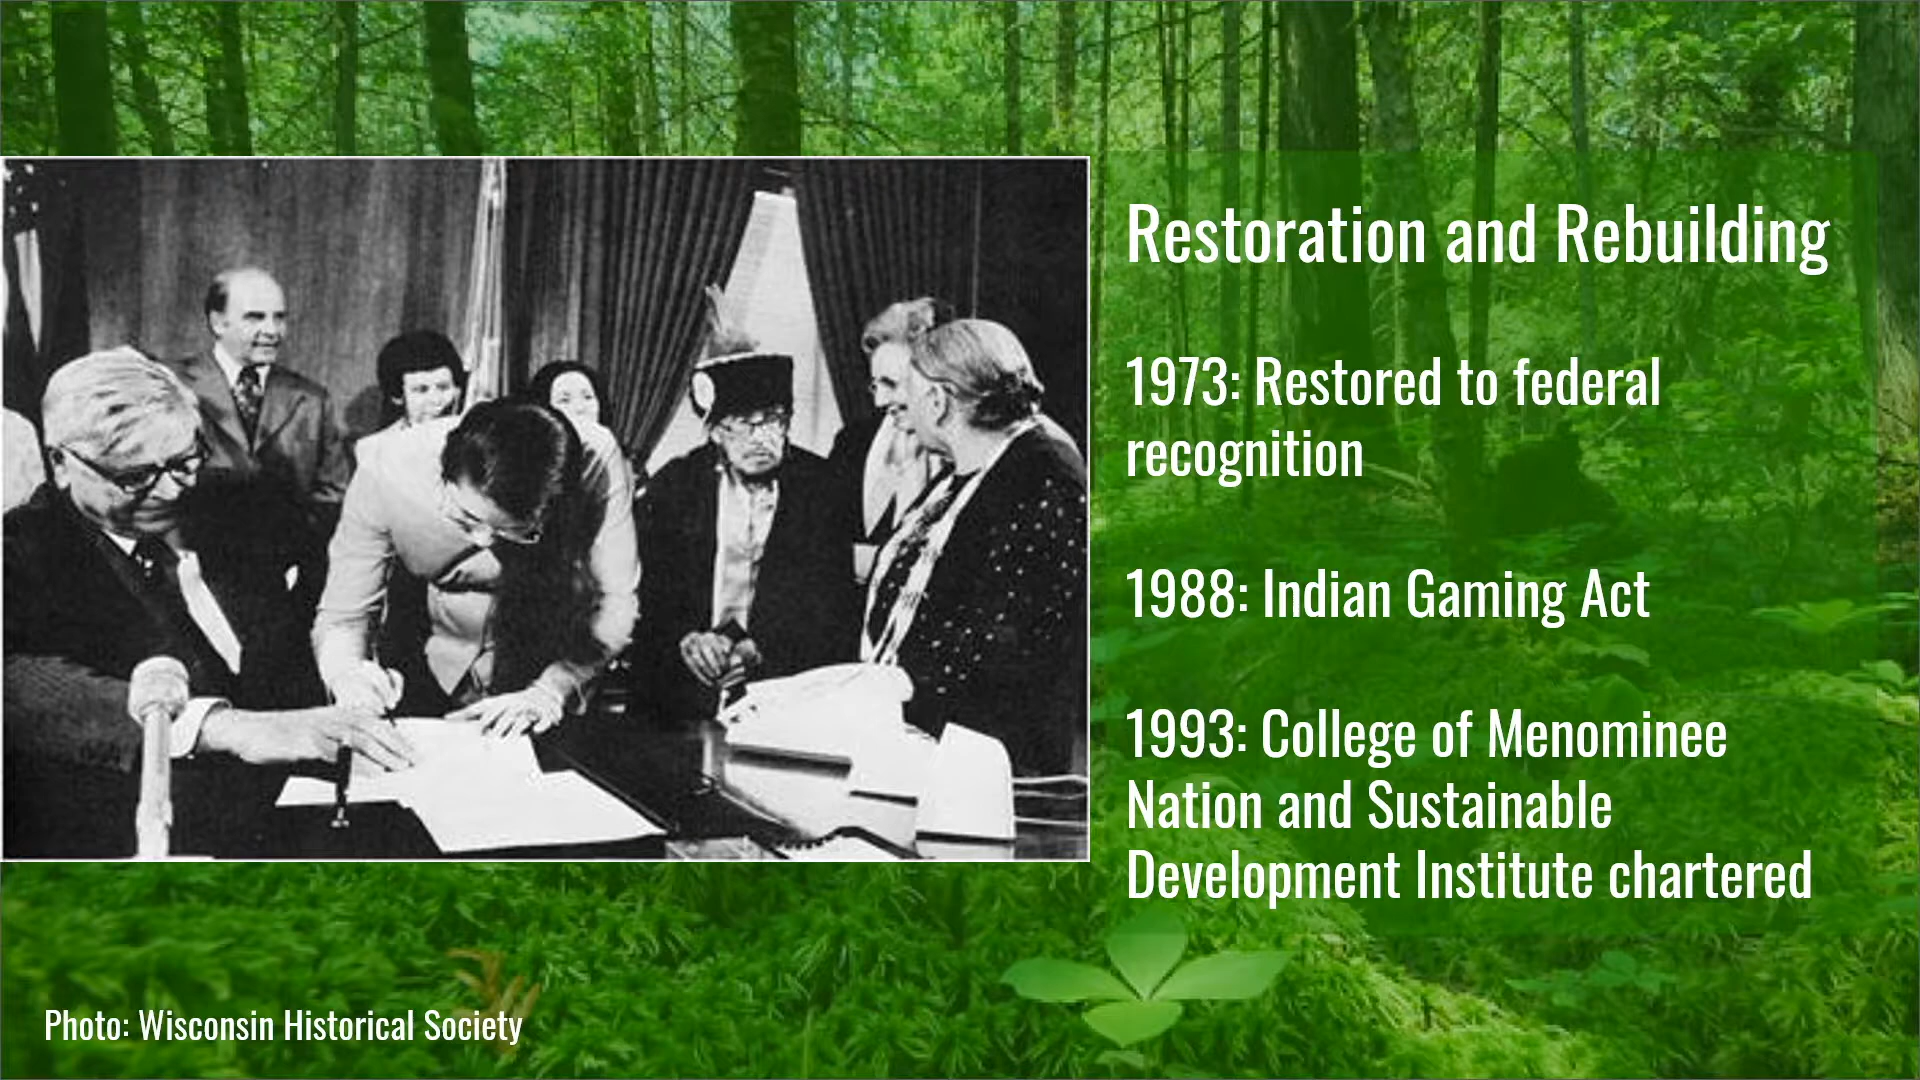 Restoration and Rebuilding
1973: Restored to federal
recognition
1988: Indian Gaming Act
1993: College of Menominee
Nation and Sustainable
Development Institute chartered
Photo: Wisconsin Historical Society